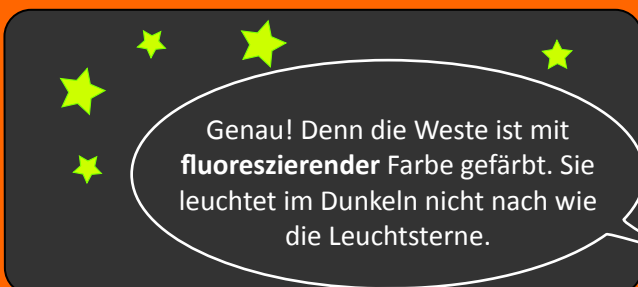 Genau! Denn die Weste ist mit
fluoreszierender Farbe gefärbt. Sie
leuchtet im Dunkeln nicht nach wie
die Leuchtsterne.